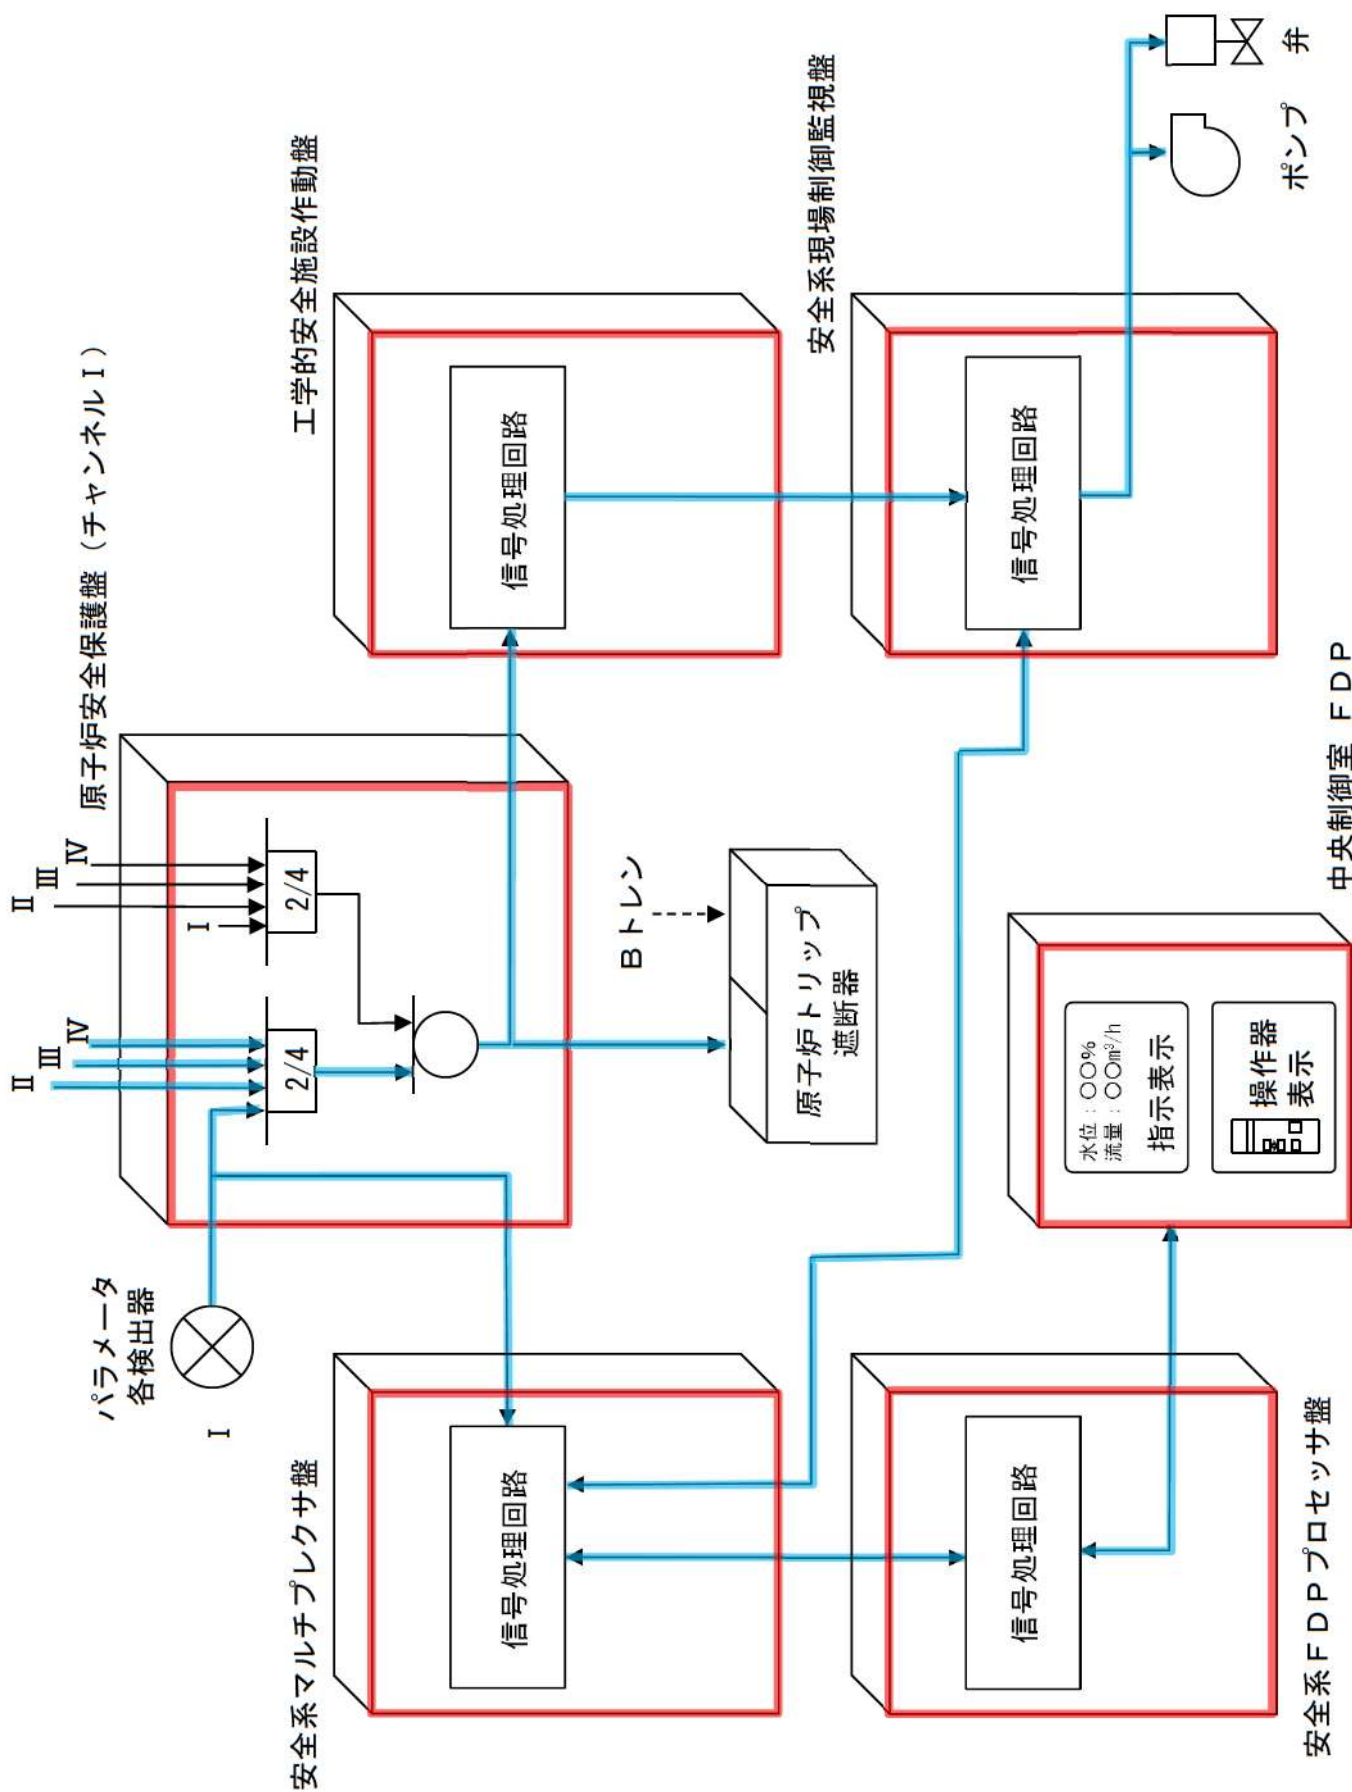 パラメータ
各検出器
Ⅰ
Ⅱ
Ⅲ
Ⅳ
Ⅱ
Ⅲ
Ⅳ
Ⅰ
2/4
2/4
原子炉安全保護盤（チャンネルⅠ）
安全系マルチプレクサ盤
信号処理回路
工学的安全施設作動盤
信号処理回路
Bトレン
原子炉トリップ
遮断器
安全系FDPプロセッサ盤
信号処理回路
中央制御室 FDP
水位：○○%
流量：○○m³/h
指示表示
操作器
表示
安全系現場制御監視盤
信号処理回路
ポンプ
弁